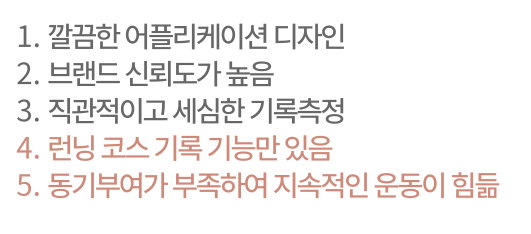 1. 깔끔한 어플리케이션 디자인
2. 브랜드 신뢰도가 높음
3. 직관적이고 세심한 기록측정
4. 런닝 코스 기록 기능만 있음
5. 동기부여가 부족하여 지속적인 운동이 힘듦